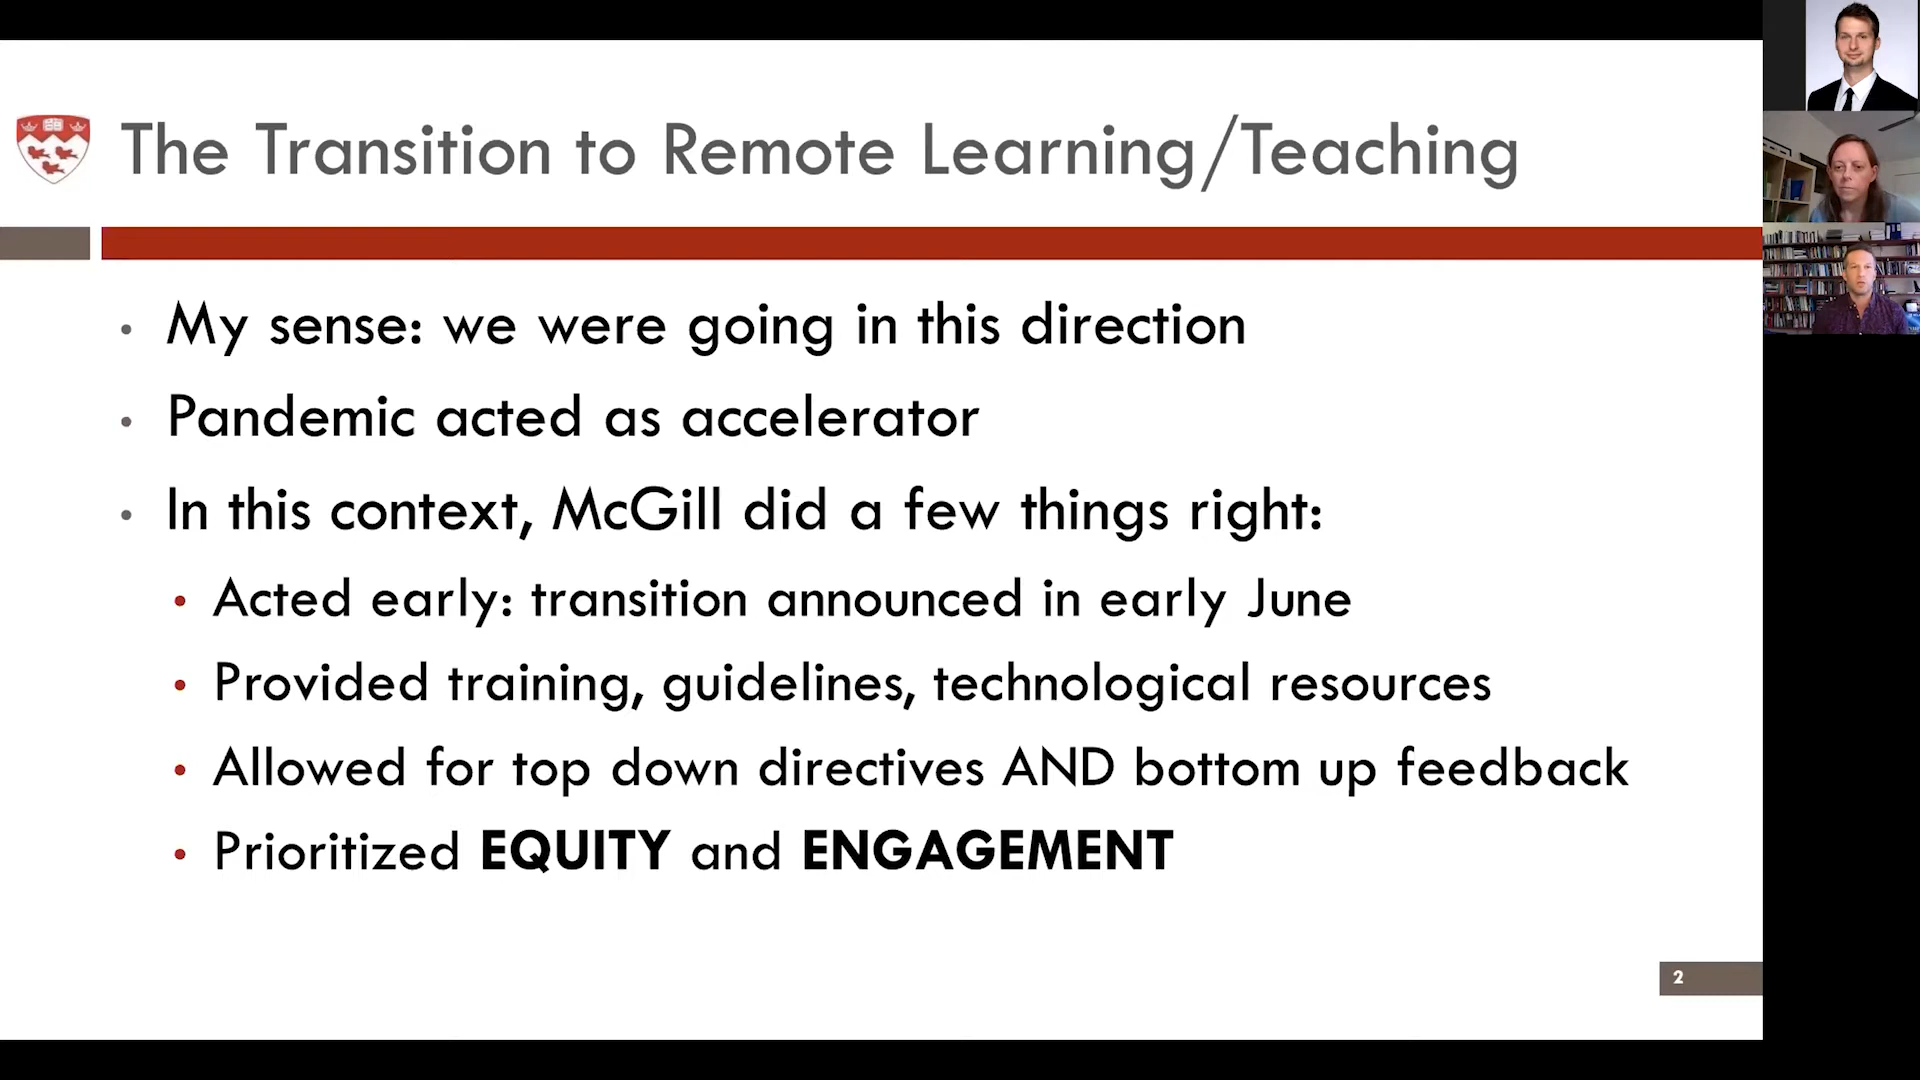 The Transition to Remote Learning/Teaching
My sense: we were going in this direction
Pandemic acted as accelerator
In this context, McGill did a few things right:
Acted early: transition announced in early June
Provided training, guidelines, technological resources
Allowed for top down directives AND bottom up feedback
Prioritized EQUITY and ENGAGEMENT
2